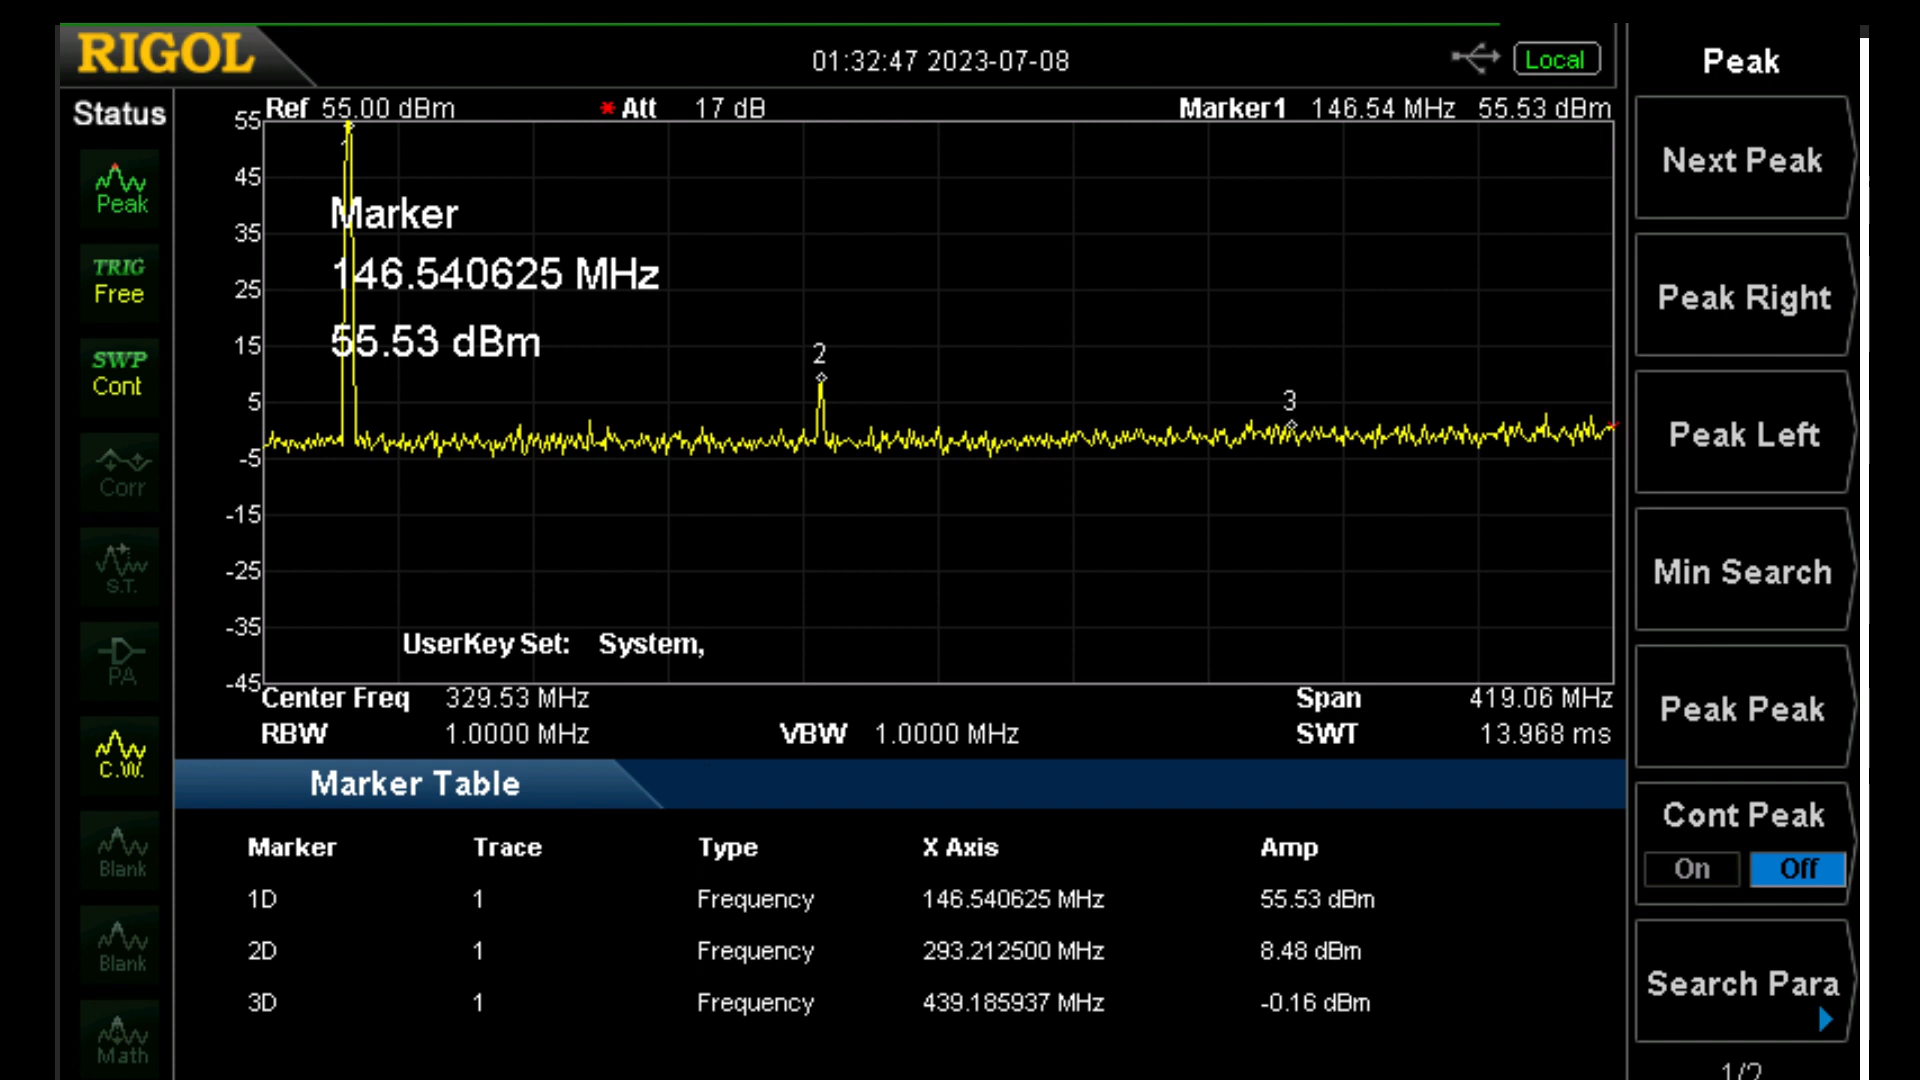 RIGOL
01:32:47 2023-07-08
Local
Status
Peak
TRIG
Free
SWP
Cont
Corr
S.T.
PA
C.W.
Blank
Blank
Math
Ref 55.00 dBm * Att 17 dB Marker1 146.54 MHz 55.53 dBm
55
45
35
25
15
5
-5
-15
-25
-35
-45
1
2
3
Marker
146.540625 MHz
55.53 dBm
UserKey Set: System,
Center Freq 329.53 MHz Span 419.06 MHz
RBW 1.0000 MHz VBW 1.0000 MHz SWT 13.968 ms
Marker Table
Marker Trace Type X Axis Amp
1D 1 Frequency 146.540625 MHz 55.53 dBm
2D 1 Frequency 293.212500 MHz 8.48 dBm
3D 1 Frequency 439.185937 MHz -0.16 dBm
Peak
Next Peak
Peak Right
Peak Left
Min Search
Peak Peak
Cont Peak
On Off
Search Para
1/2